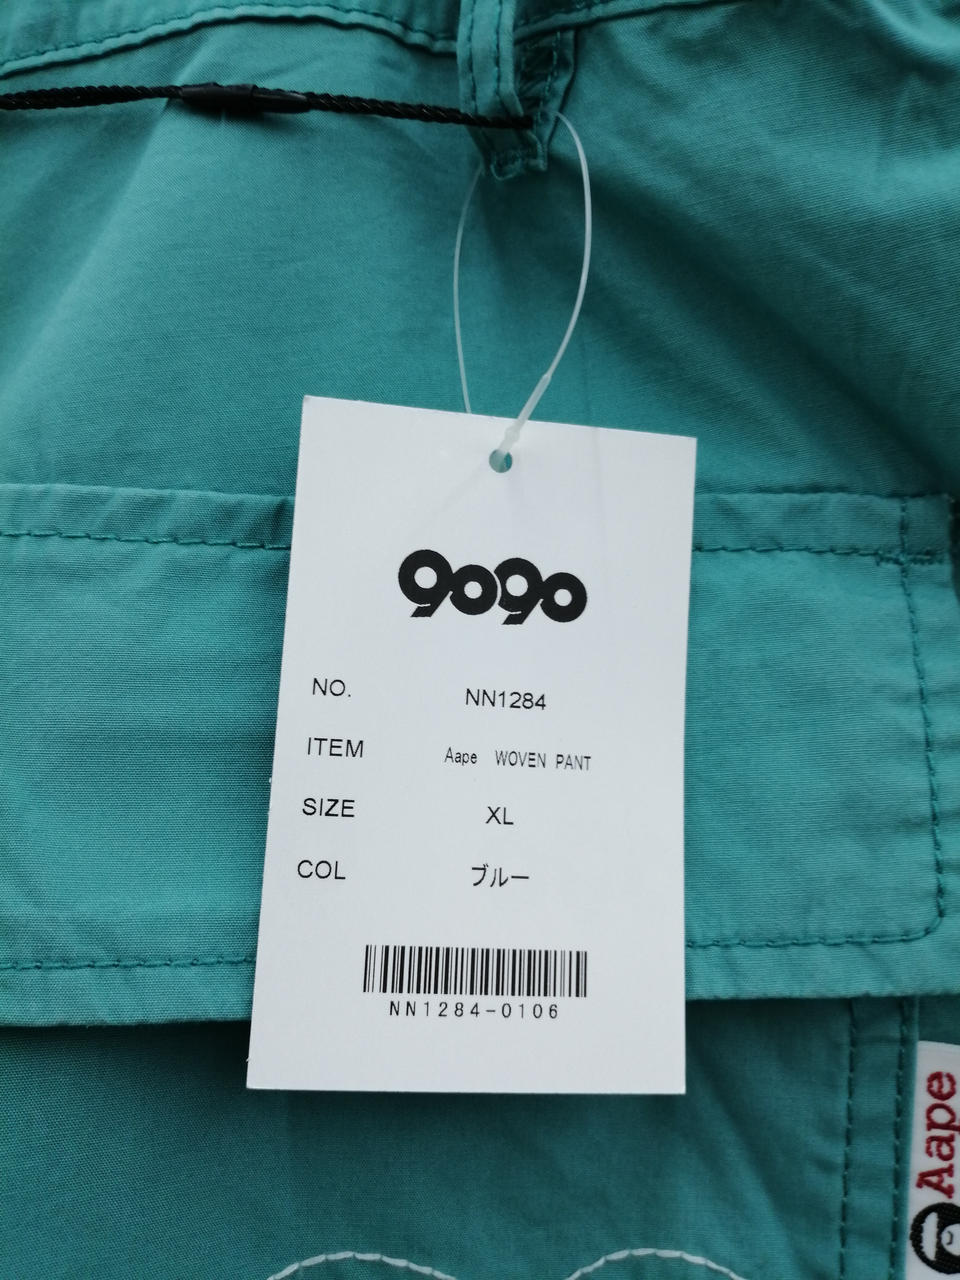 9090
NO. NN1284
ITEM Aape WOVEN PANT
SIZE XL
COL ブルー
NN1284-0106
Aape